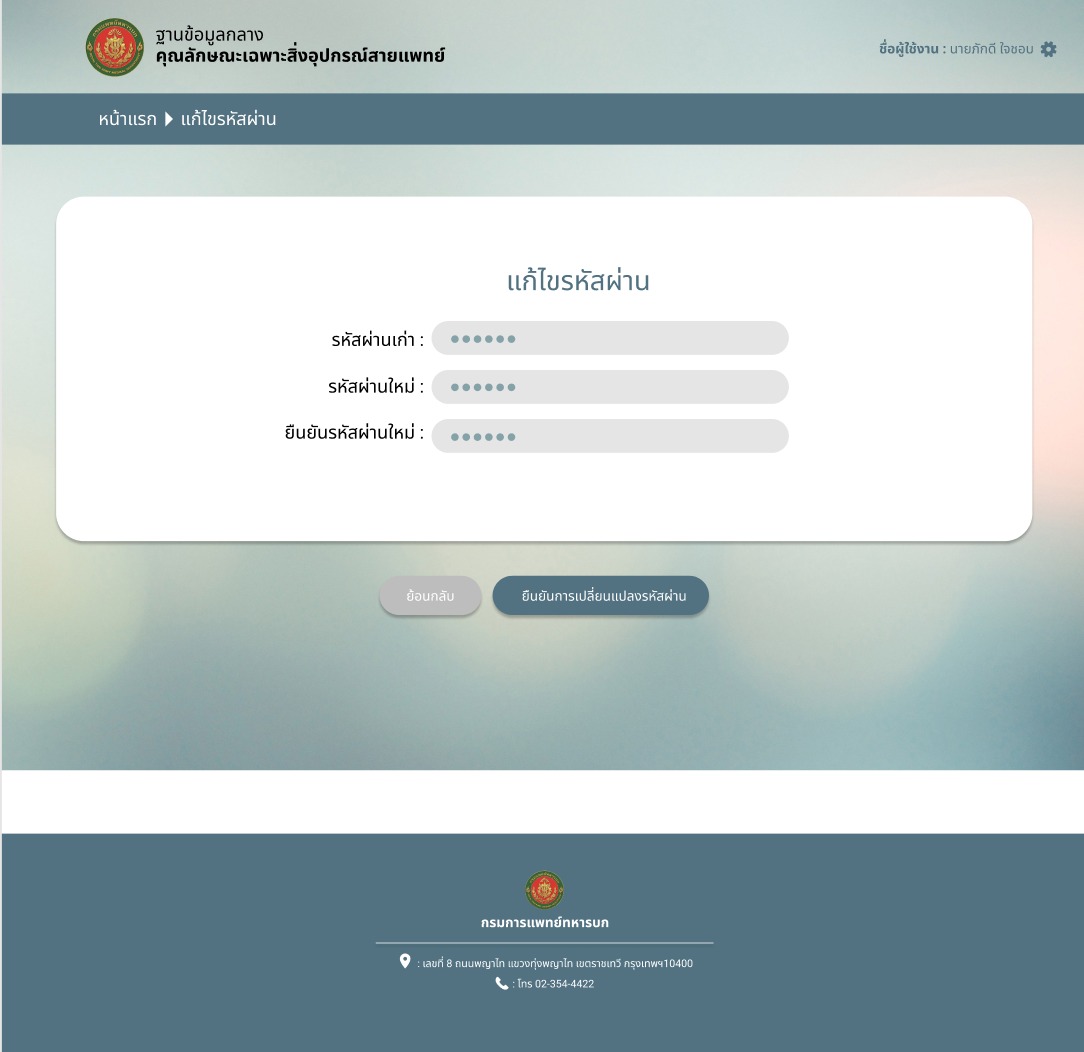 ฐานข้อมูลกลาง
คุณลักษณะเฉพาะสิ่งอุปกรณ์สายแพทย์
ชื่อผู้ใช้งาน : นายภักดี ใจชอบ
หน้าแรก แก้ไขรหัสผ่าน
แก้ไขรหัสผ่าน
รหัสผ่านเก่า :
รหัสผ่านใหม่ :
ยืนยันรหัสผ่านใหม่ :
ย้อนกลับ
ยืนยันการเปลี่ยนแปลงรหัสผ่าน
กรมการแพทย์ทหารบก
: เลขที่ 8 ถนนพญาไท แขวงทุ่งพญาไท เขตราชเทวี กรุงเทพฯ10400
: โทร 02-354-4422